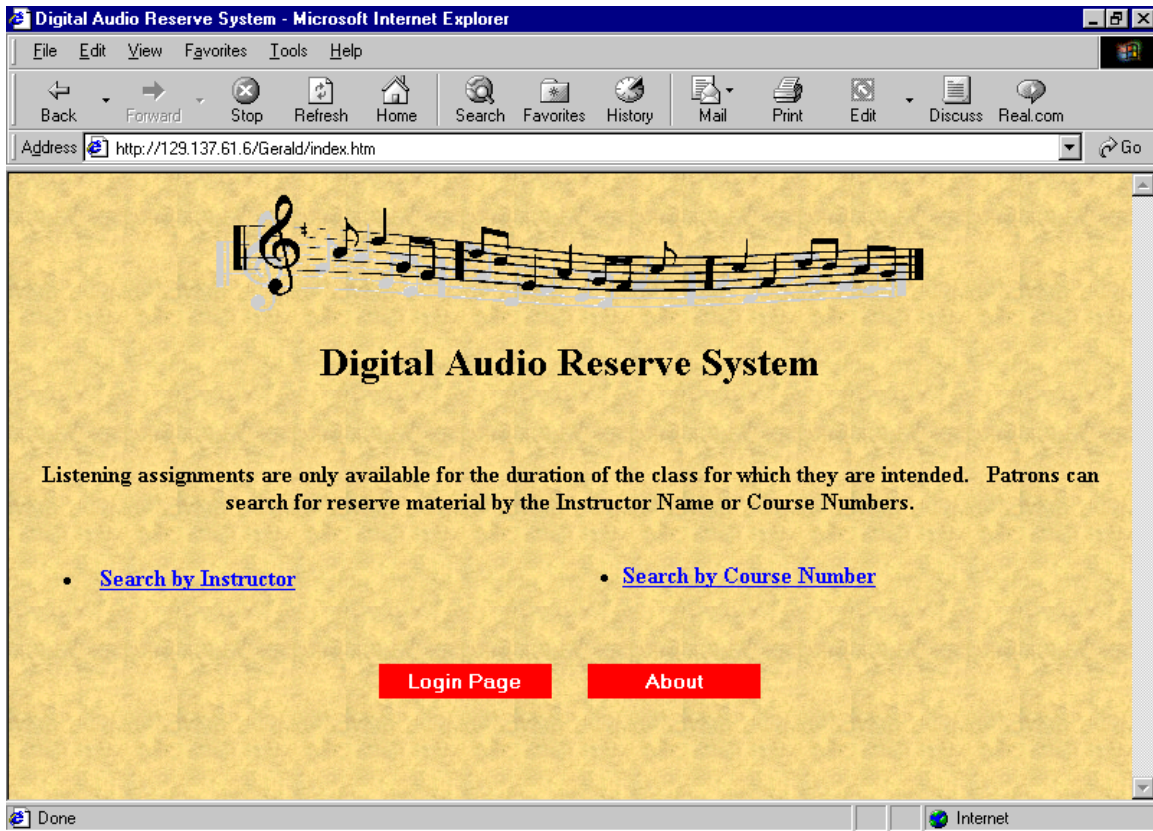 Digital Audio Reserve System - Microsoft Internet Explorer
File Edit View Favorites Tools Help
Back Forward Stop Refresh Home Search Favorites History Mail Print Edit Discuss Real.com
Address http://129.137.61.6/Gerald/index.htm Go
Digital Audio Reserve System
Listening assignments are only available for the duration of the class for which they are intended. Patrons can
search for reserve material by the Instructor Name or Course Numbers.
• Search by Instructor • Search by Course Number
Login Page About
Done Internet